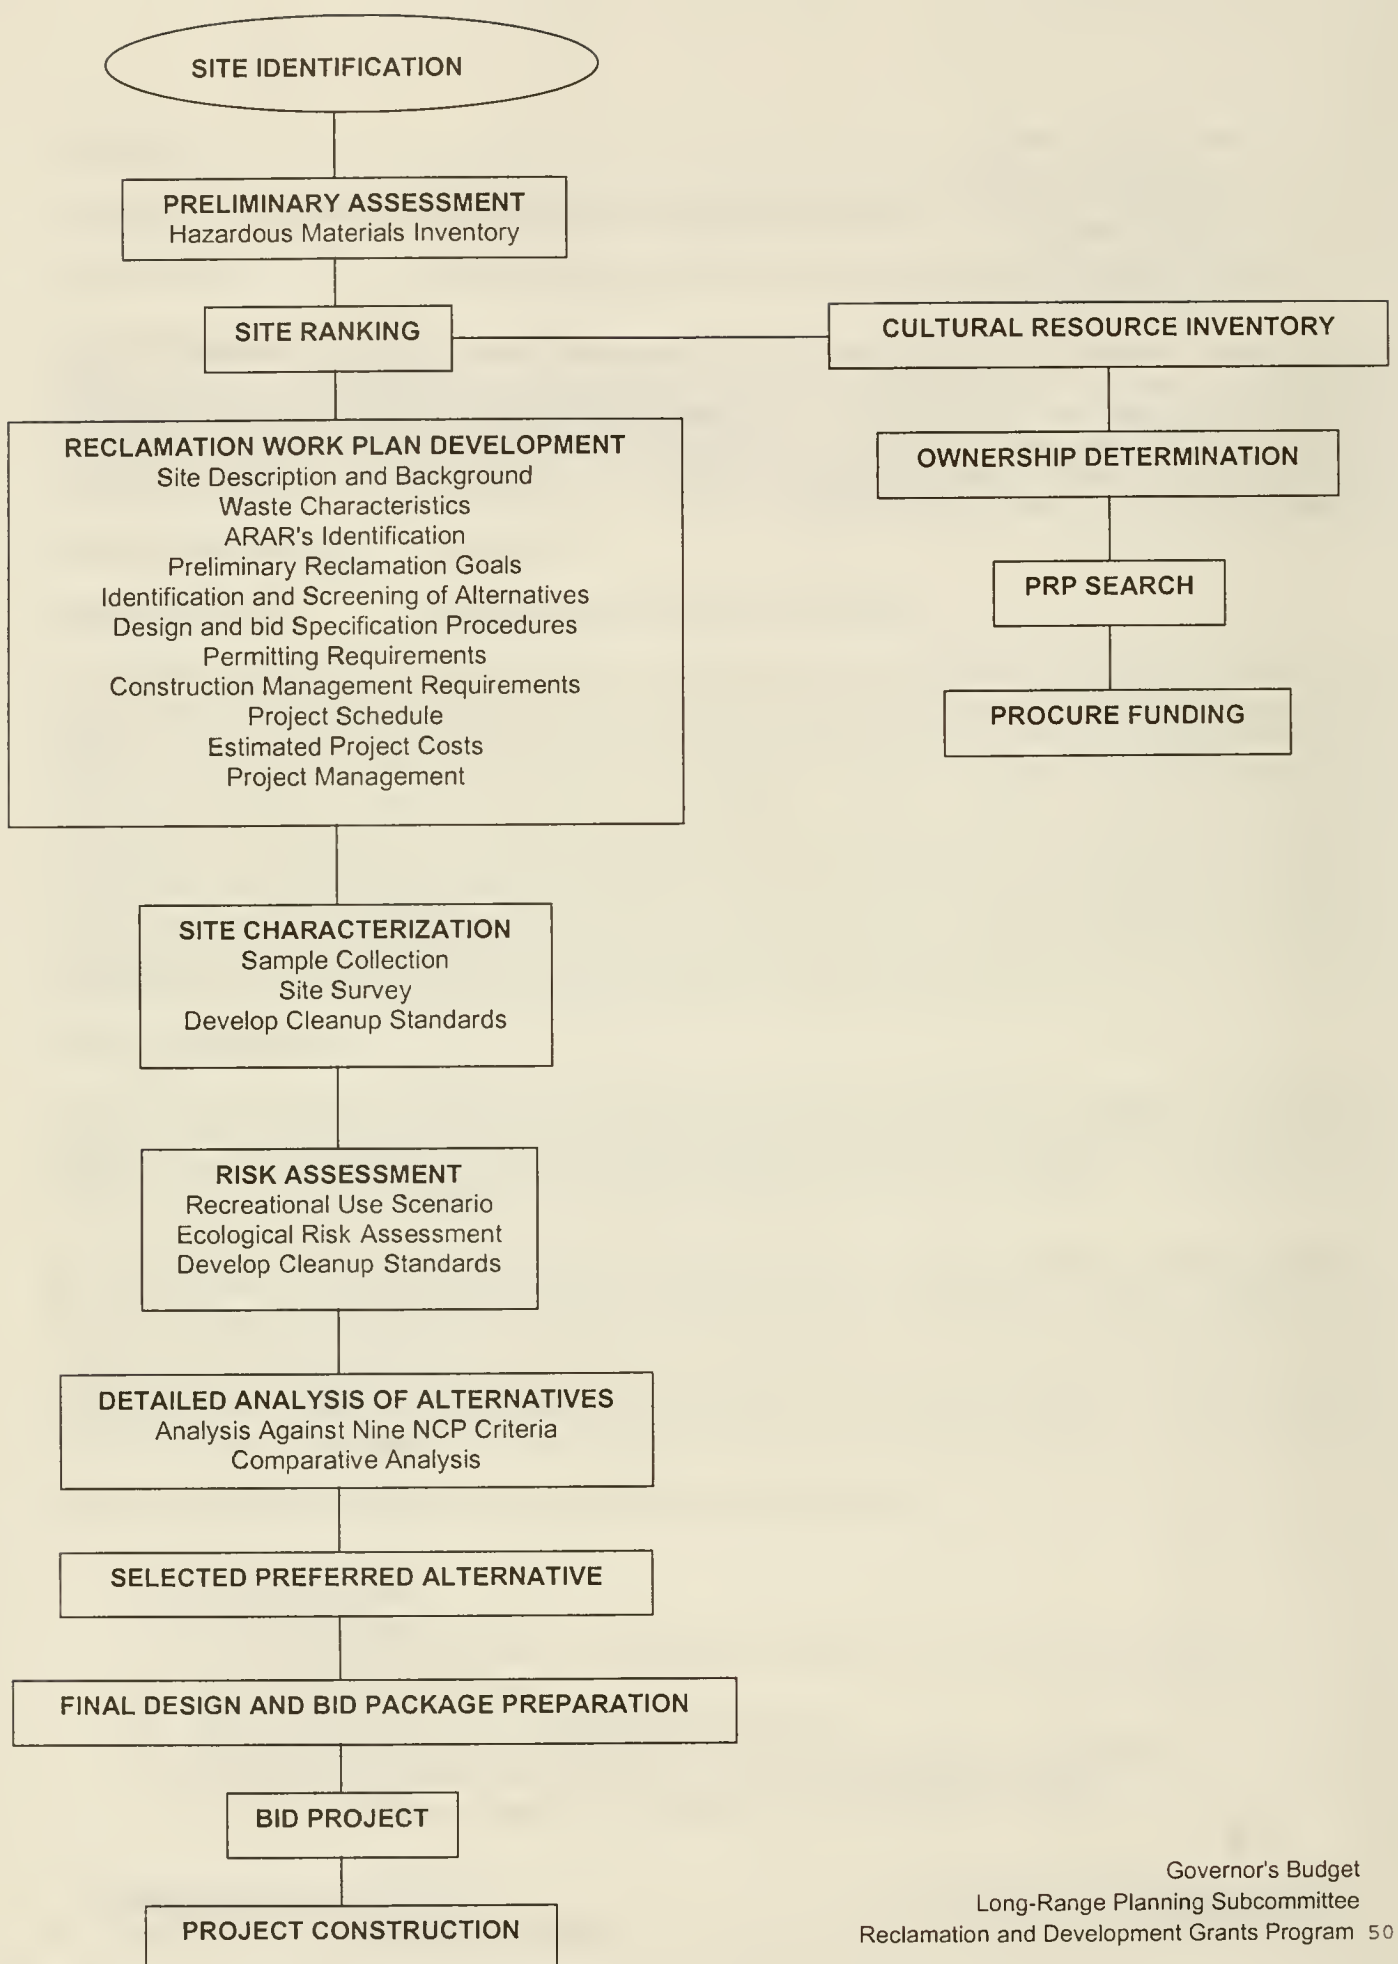 SITE IDENTIFICATION
PRELIMINARY ASSESSMENT
Hazardous Materials Inventory
SITE RANKING
CULTURAL RESOURCE INVENTORY
OWNERSHIP DETERMINATION
PRP SEARCH
PROCURE FUNDING
RECLAMATION WORK PLAN DEVELOPMENT
Site Description and Background
Waste Characteristics
ARAR's Identification
Preliminary Reclamation Goals
Identification and Screening of Alternatives
Design and bid Specification Procedures
Permitting Requirements
Construction Management Requirements
Project Schedule
Estimated Project Costs
Project Management
SITE CHARACTERIZATION
Sample Collection
Site Survey
Develop Cleanup Standards
RISK ASSESSMENT
Recreational Use Scenario
Ecological Risk Assessment
Develop Cleanup Standards
DETAILED ANALYSIS OF ALTERNATIVES
Analysis Against Nine NCP Criteria
Comparative Analysis
SELECTED PREFERRED ALTERNATIVE
FINAL DESIGN AND BID PACKAGE PREPARATION
BID PROJECT
PROJECT CONSTRUCTION
Governor's Budget
Long-Range Planning Subcommittee
Reclamation and Development Grants Program 50